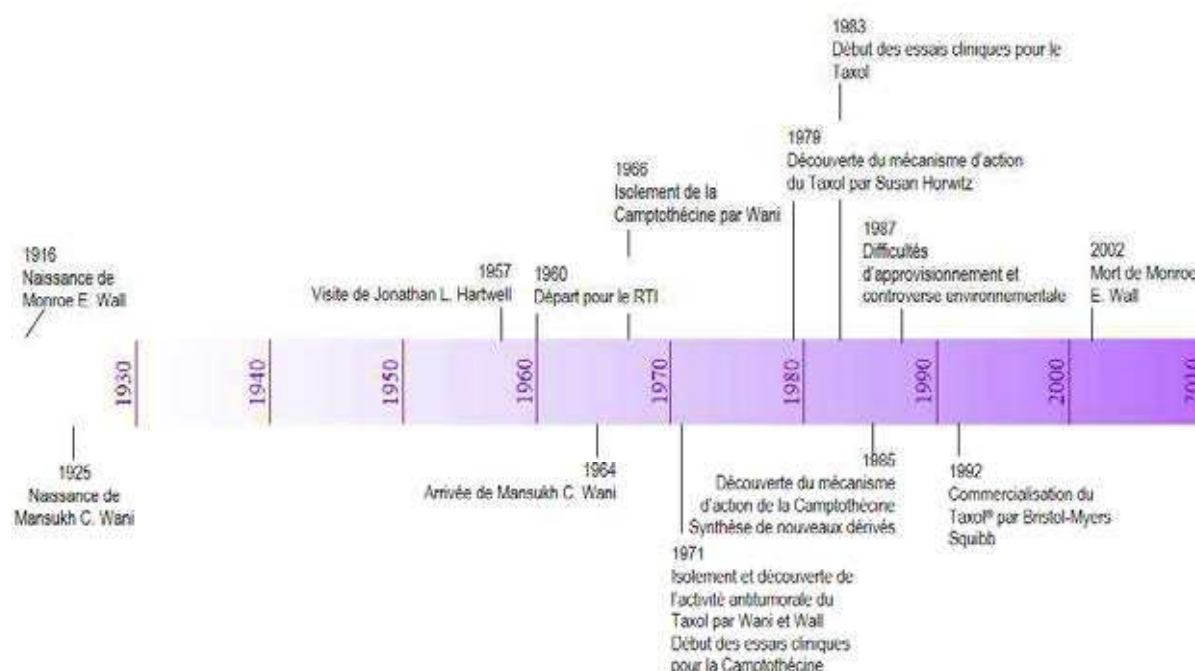 1983
Début des essais cliniques pour le
Taxol
1979
Découverte du mécanisme d'action
du Taxol par Susan Horwitz
1966
Isolement de la
Camptothécine par Wani
1987
Difficultés
d'approvisionnement et
controverse environnementale
2002
Mort de Monroe
E. Wall
1916
Naissance de
Monroe E. Wall
1957
Visite de Jonathan L. Hartwell
1960
Départ pour le RTI
1930
1940
1950
1960
1970
1980
1990
2000
2010
1925
Naissance de
Mansukh C. Wani
1964
Arrivée de Mansukh C. Wani
1985
Découverte du mécanisme
d'action de la Camptothécine
Synthèse de nouveaux dérivés
1992
Commercialisation du
Taxol® par Bristol-Myers
Squibb
1971
Isolement et découverte de
l'activité antitumorale du
Taxol par Wani et Wall
Début des essais cliniques
pour la Camptothécine